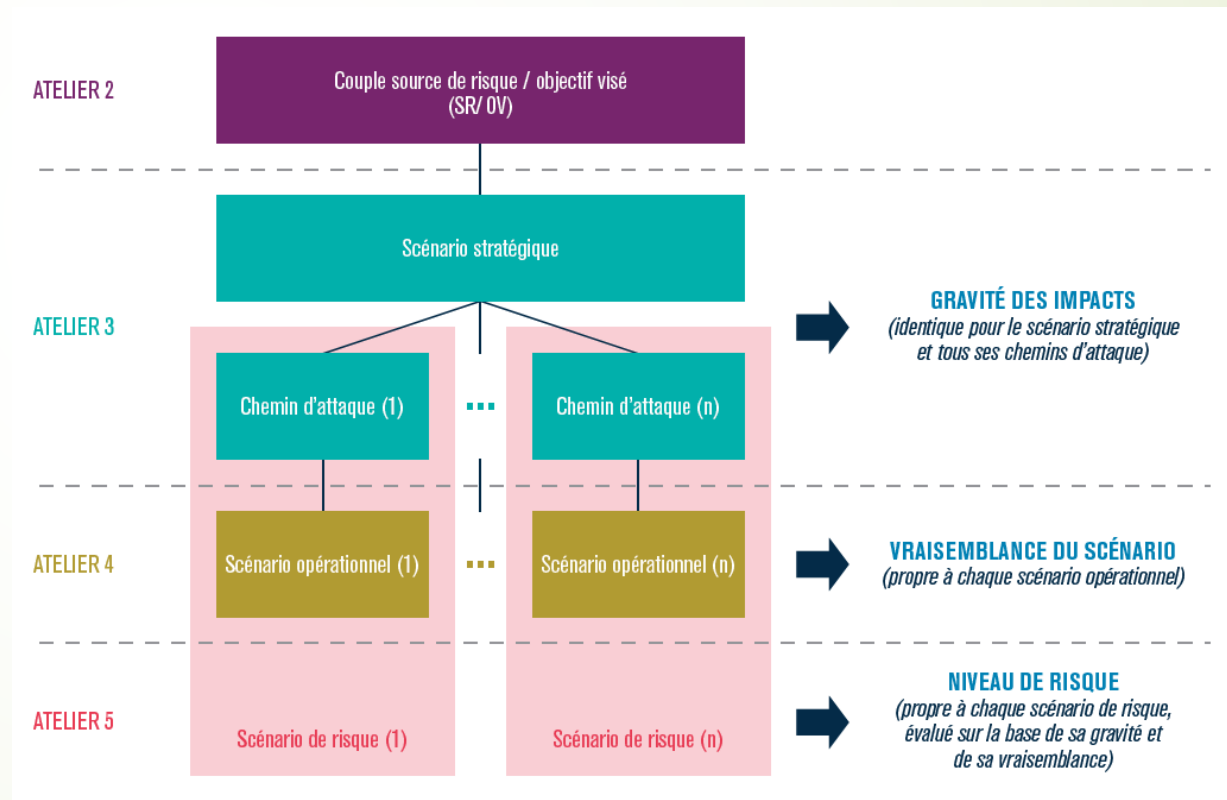 ATELIER 2
Couple source de risque / objectif visé
(SR/ OV)
Scénario stratégique
ATELIER 3
GRAVITÉ DES IMPACTS
(identique pour le scénario stratégique
et tous ses chemins d'attaque)
Chemin d'attaque (1)
...
Chemin d'attaque (n)
ATELIER 4
Scénario opérationnel (1)
...
Scénario opérationnel (n)
VRAISEMBLANCE DU SCÉNARIO
(propre à chaque scénario opérationnel)
ATELIER 5
Scénario de risque (1)
Scénario de risque (n)
NIVEAU DE RISQUE
(propre à chaque scénario de risque,
évalué sur la base de sa gravité et
de sa vraisemblance)